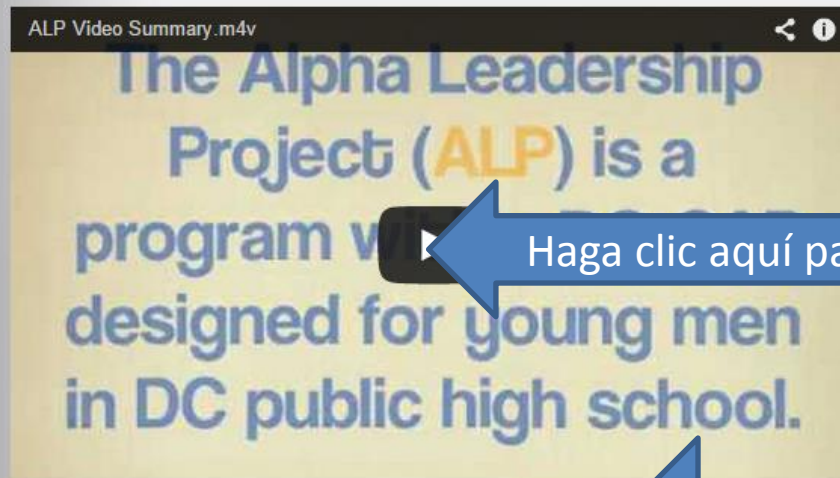 ALP Video Summary.m4v
The Alpha Leadership
Project (ALP) is a
program
Haga clic aquí
designed for young men
in DC public high school.